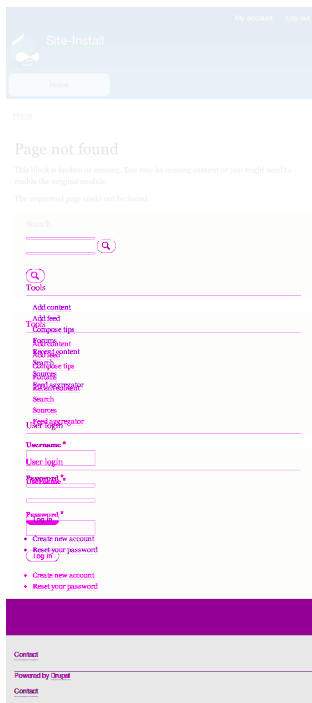 My account Log out
Site-Install
Home
Home
Page not found
This block is broken or missing. You may be missing content or you might need to
enable the original module.
The requested page could not be found.
Search
Tools
Add content
Add feed
Tools
Compose tips
Forums
Add content
Recent content
Add feed
Search
Compose tips
Sources
Forums
Feed aggregator
Recent content
Search
Sources
Feed aggregator
User login
Username *
User login
Password *
Username *
Password *
Log in
Create new account
Reset your password
Log in
Create new account
Reset your password
Contact
Powered by Drupal
Contact